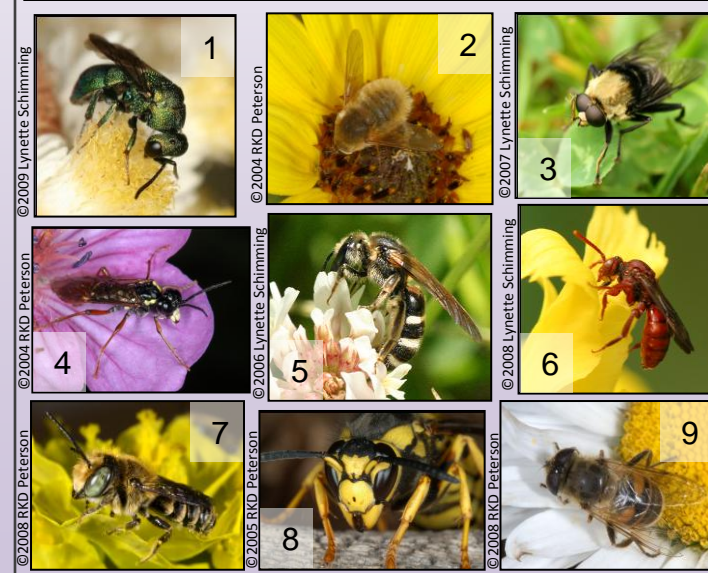 ©2009 Lynette Schimming
1
©2004 RKD Peterson
2
©2007 Lynette Schimming
3
©2004 RKD Peterson
4
©2006 Lynette Schimming
5
©2008 Lynette Schimming
6
©2008 RKD Peterson
7
©2005 RKD Peterson
8
©2008 RKD Peterson
9